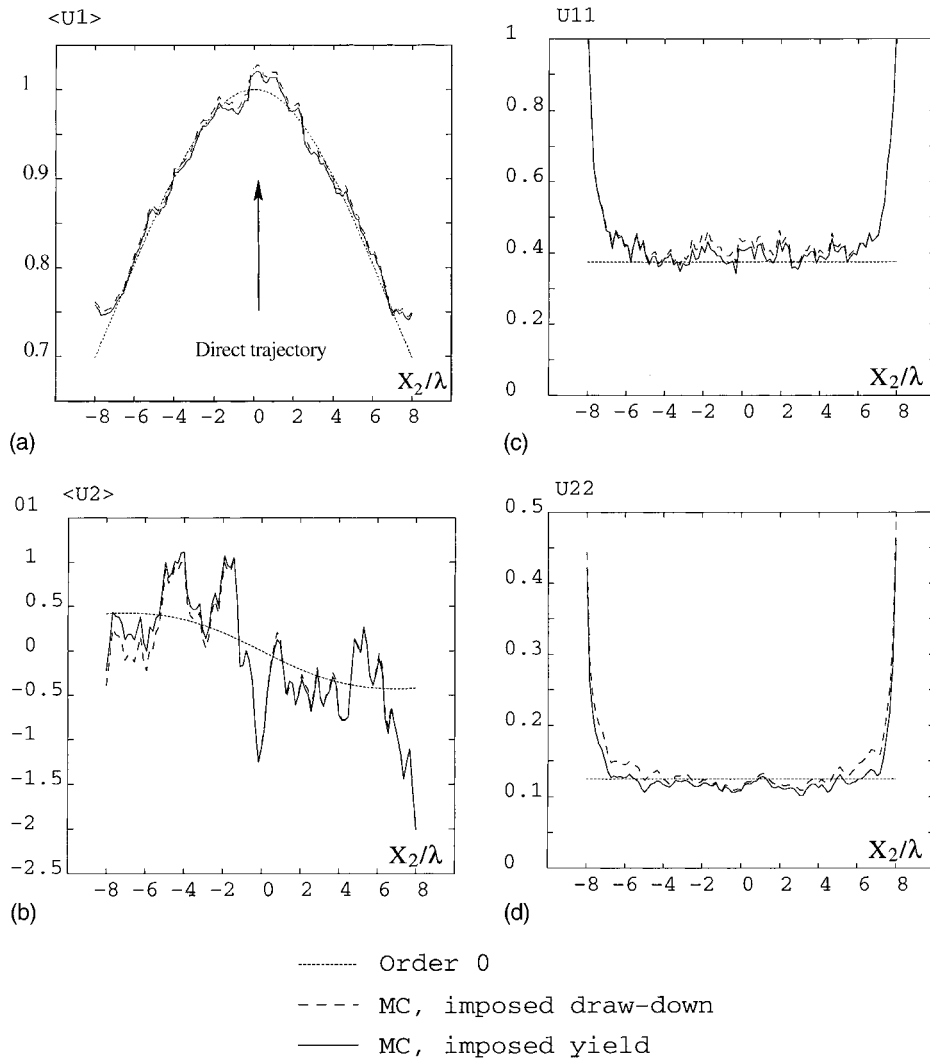 <U1>
1
0.9
0.8
0.7
Direct trajectory
X2/λ
-8 -6 -4 -2 0 2 4 6 8
(a)
U11
1
0.8
0.6
0.4
0.2
0
X2/λ
-8 -6 -4 -2 0 2 4 6 8
(c)
01 <U2>
1
0.5
0
-0.5
-1
-1.5
-2
-2.5
X2/λ
-8 -6 -4 -2 0 2 4 6 8
(b)
U22
0.5
0.4
0.3
0.2
0.1
0
X2/λ
-8 -6 -4 -2 0 2 4 6 8
(d)
Order 0
MC, imposed draw-down
MC, imposed yield